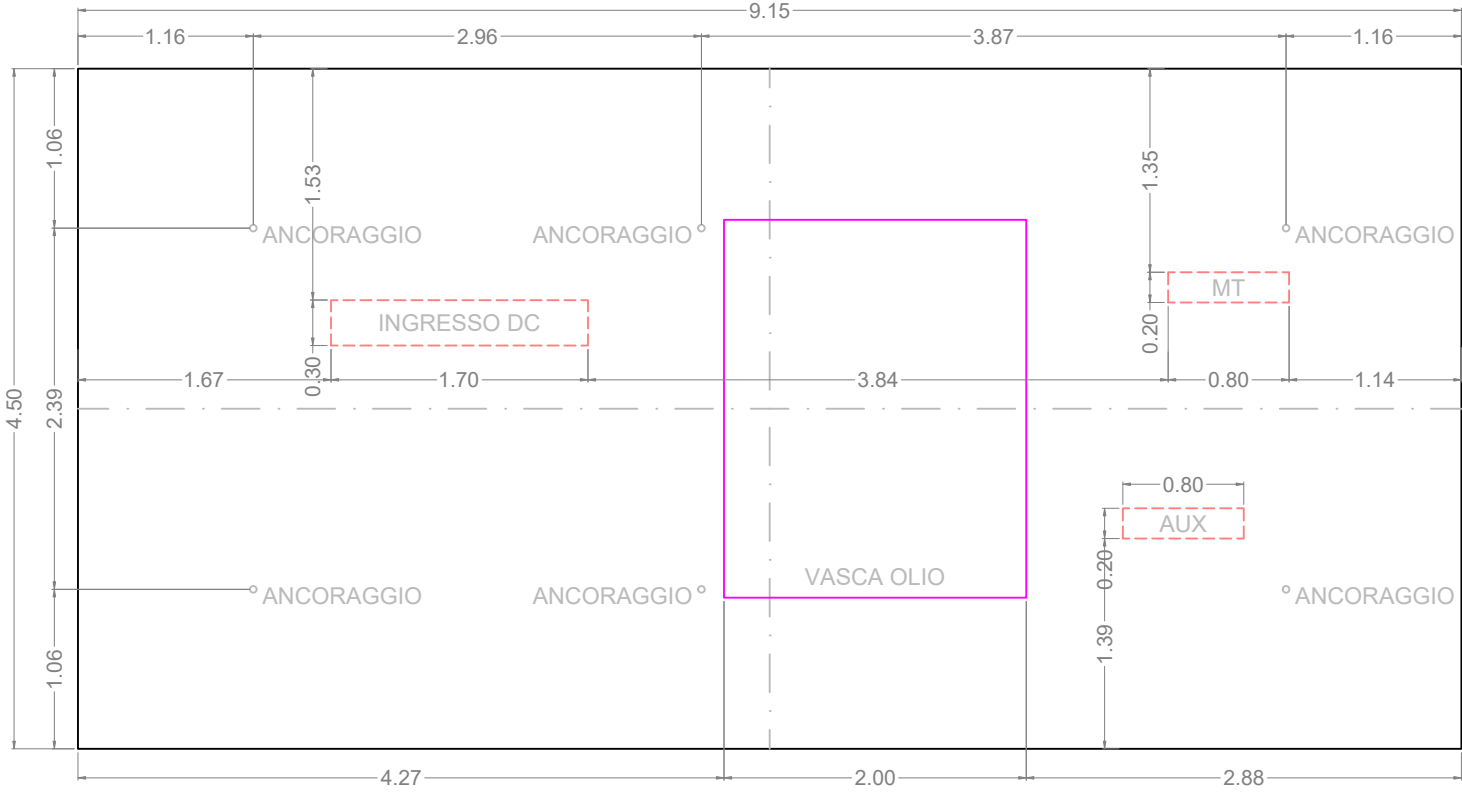 9.15
1.16 2.96 3.87 1.16
1.06
1.53
1.35
ANCORAGGIO ANCORAGGIO ANCORAGGIO
MT
INGRESSO DC
0.20
0.30
1.67 1.70 3.84 0.80 1.14
4.50
2.39
0.80
AUX
0.20
VASCA OLIO
ANCORAGGIO ANCORAGGIO ANCORAGGIO
1.39
1.06
4.27 2.00 2.88